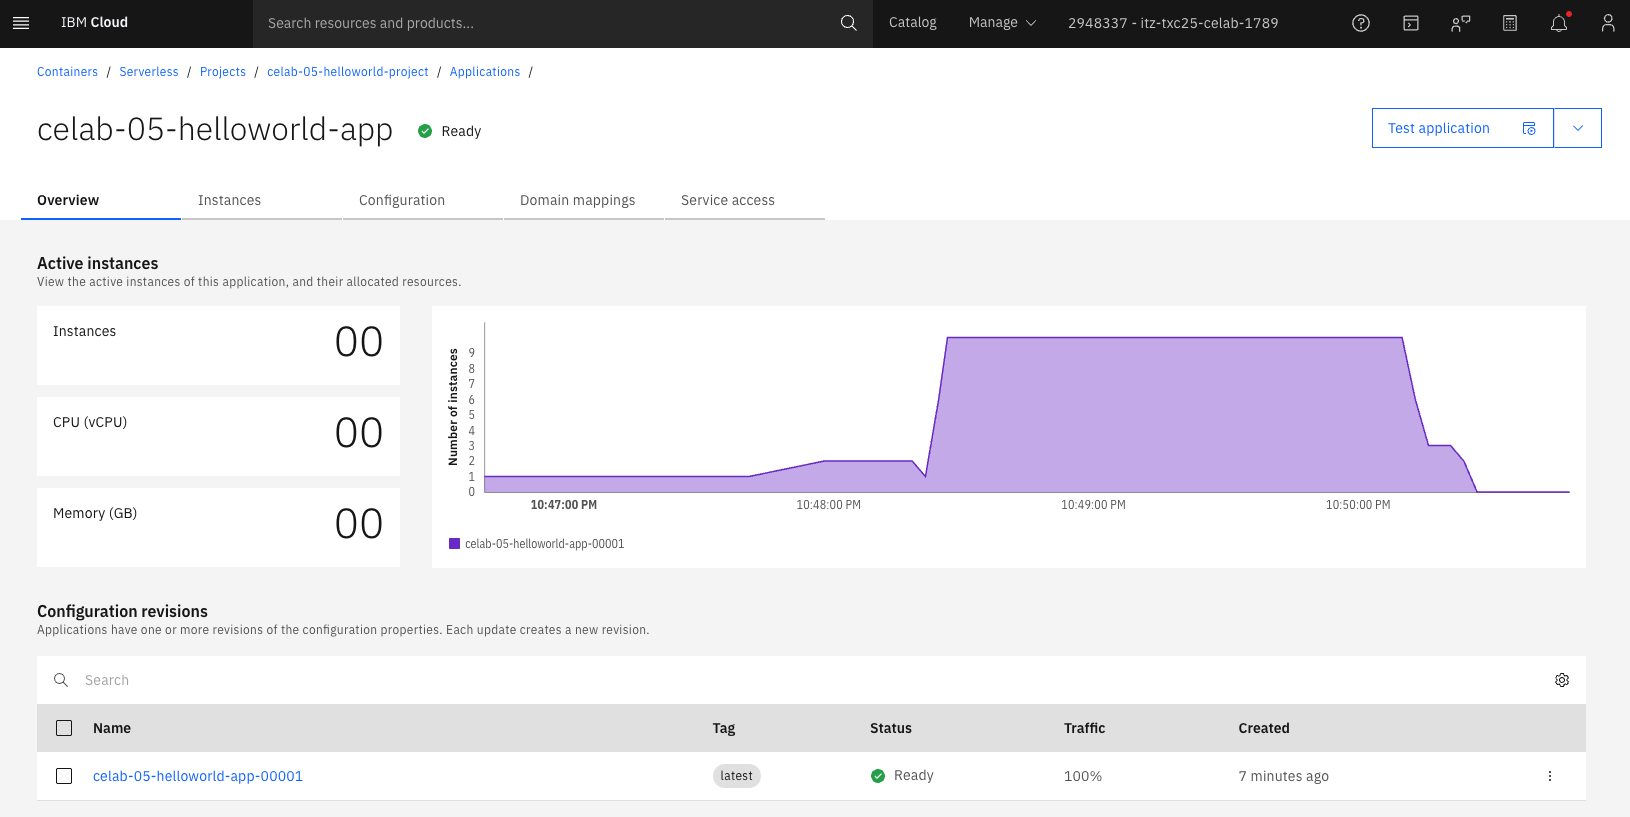 IBM Cloud
Search resources and products...
Catalog
Manage
2948337 - itz-txc25-celab-1789
Containers / Serverless / Projects / celab-05-helloworld-project / Applications /
celab-05-helloworld-app
Ready
Test application
Overview
Instances
Configuration
Domain mappings
Service access
Active instances
View the active instances of this application, and their allocated resources.
Instances
00
CPU (vCPU)
00
Memory (GB)
00
Number of instances
9
8
7
6
5
4
3
2
1
0
10:47:00 PM
10:48:00 PM
10:49:00 PM
10:50:00 PM
celab-05-helloworld-app-00001
Configuration revisions
Applications have one or more revisions of the configuration properties. Each update creates a new revision.
Search
Name Tag Status Traffic Created
celab-05-helloworld-app-00001 latest Ready 100% 7 minutes ago